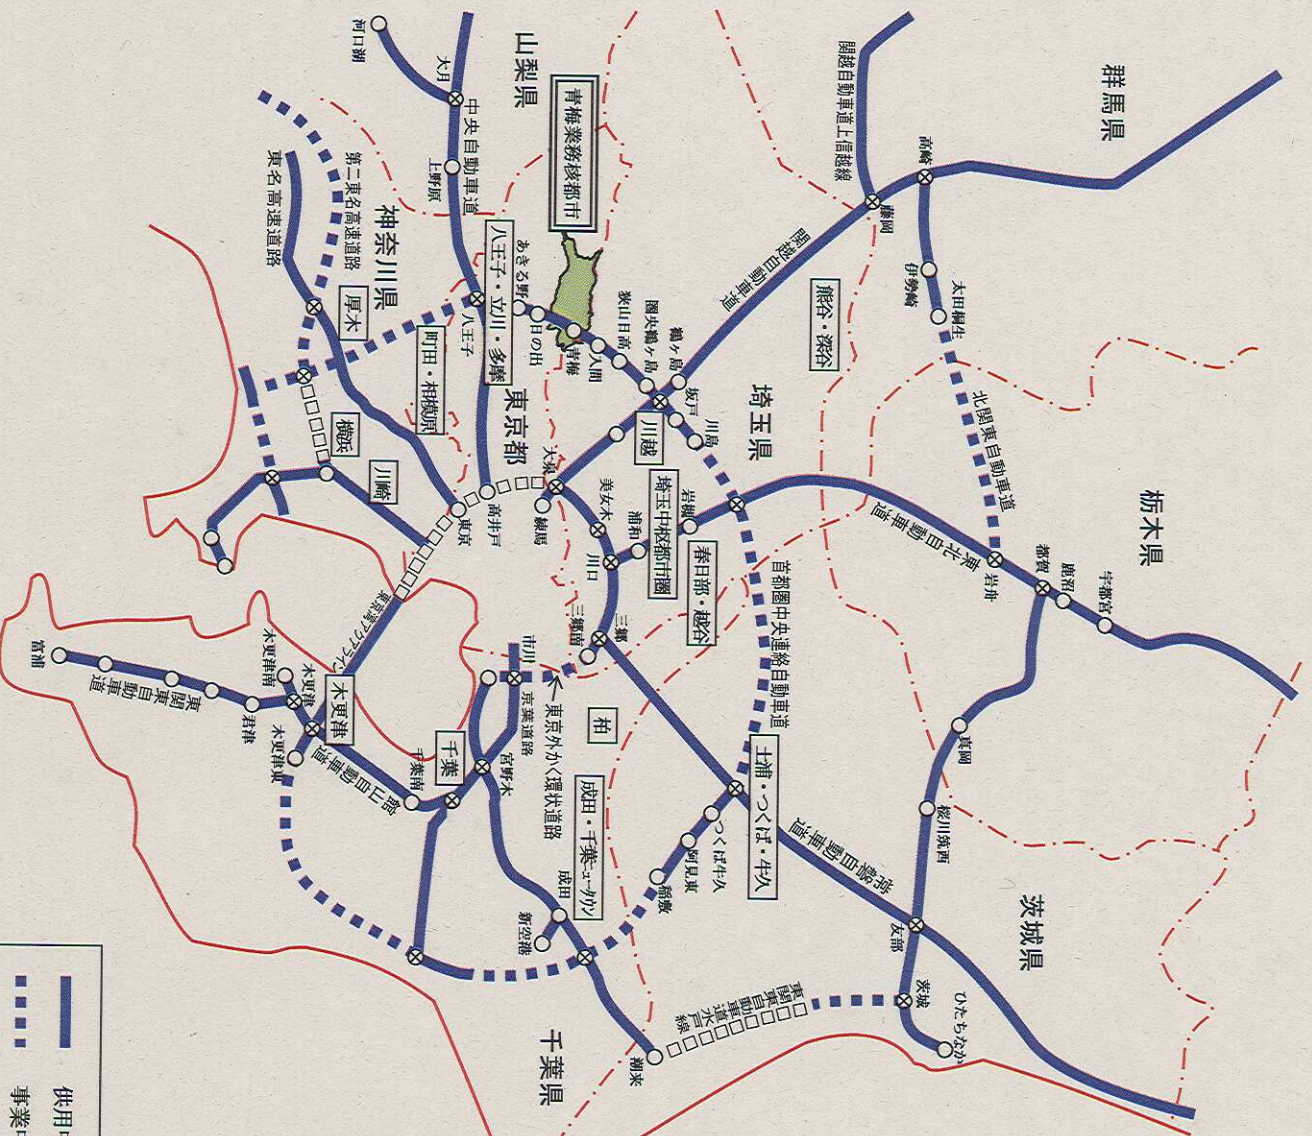 群馬県
栃木県
茨城県
山梨県
埼玉県
神奈川県
東京都
千葉県
青梅業務核都市
熊谷・深谷
八王子・立川・多摩
厚木
町田・相模原
川越
埼玉中枢都市圏
春日部・越谷
横浜
川崎
土浦・つくば・牛久
柏
成田・千葉ニュータウン
千葉
木更津
関越自動車道上信越線
関越自動車道
北関東自動車道
東北自動車道
首都圏中央連絡自動車道
常磐自動車道
中央自動車道
第二東名高速道路
東名高速道路
東京湾アクアライン
東京外かく環状道路
京葉道路
館山自動車道
東関東自動車道
東関東自動車道水戸線
河口湖
大月
上野原
高崎
藤岡
伊勢崎
太田桐生
岩舟
都賀
鹿沼
宇都宮
真岡
桜川筑西
友部
茨城
ひたちなか
あきる野
日の出
青梅
入間
狭山日高
圏央鶴ヶ島
鶴ヶ島
坂戸
川島
八王子
大泉
練馬
高井戸
東京
美女木
浦和
岩槻
川口
三郷
三郷南
市川
宮野木
千葉南
つくば牛久
阿見東
稲敷
成田
新空港
潮来
木更津
木更津南
木更津東
君津
富浦
供用中
事業中